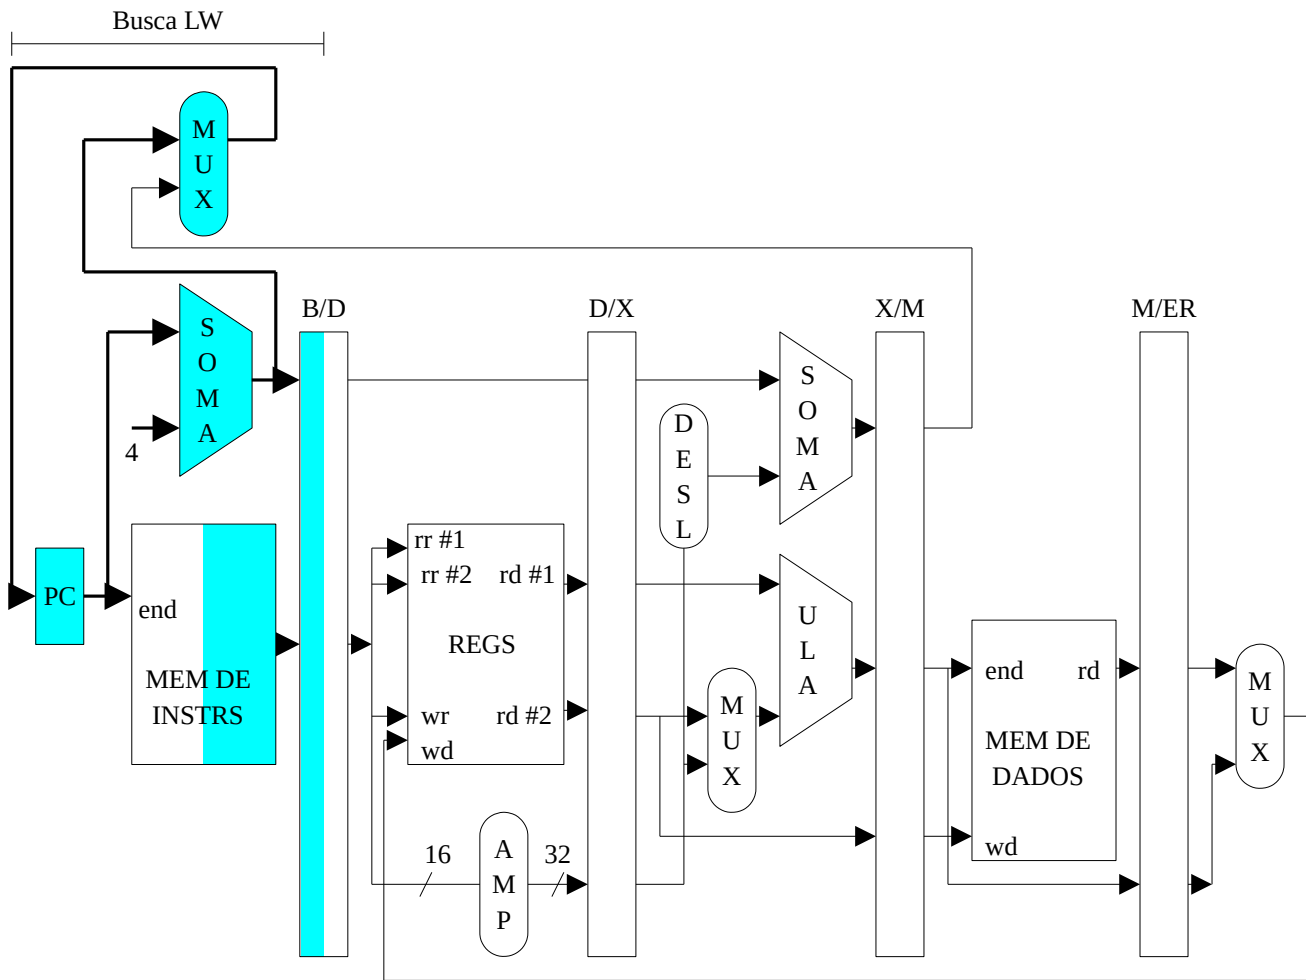 Busca LW
M
U
X
B/D
D/X
X/M
M/ER
S
O
M
A
4
D
E
S
L
S
O
M
A
PC
end
MEM DE
INSTRS
rr #1
rr #2
rd #1
REGS
wr
wd
rd #2
U
L
A
M
U
X
end
rd
MEM DE
DADOS
wd
M
U
X
16
A
M
P
32